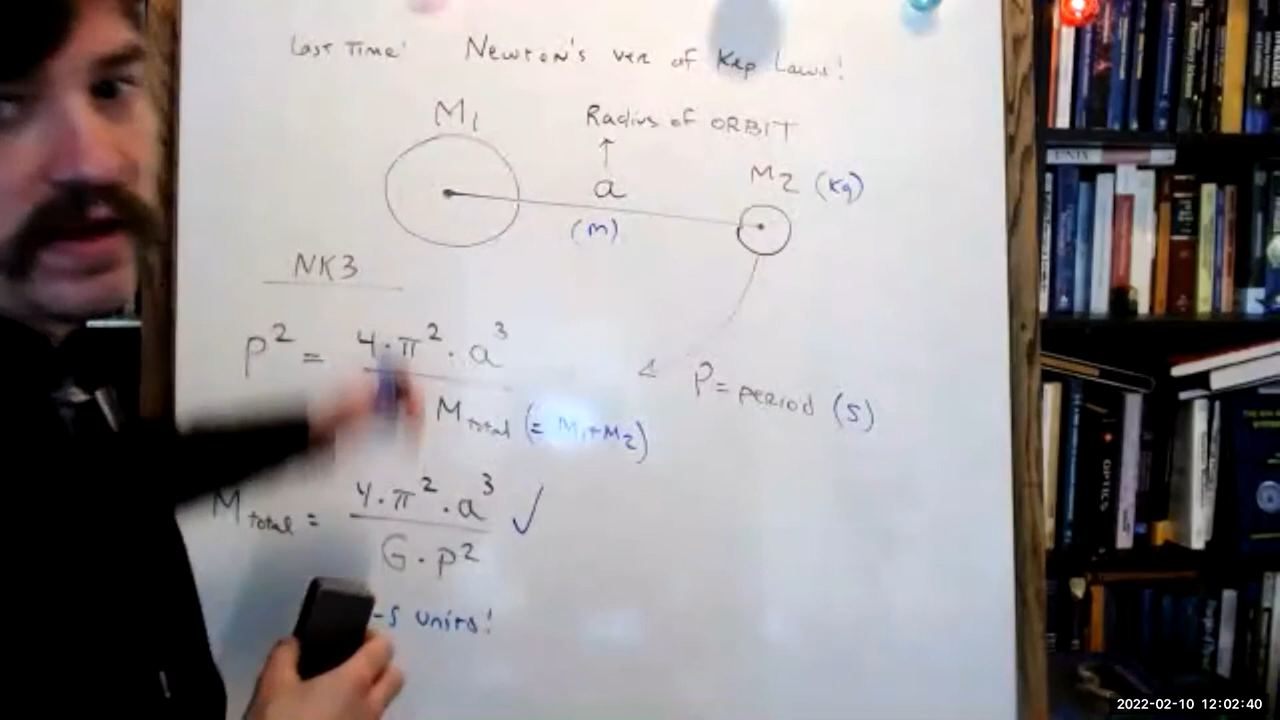 Last Time: Newton's ver of Kep Laws!
M1
Radius of ORBIT
a
(m)
M2 (kg)
NK3
P² = 4·π²·a³
Mtotal (= M1+M2)
P = period (s)
Mtotal = 4·π²·a³ ✓
G·P²
-S units!
UNIX
OPTICS
2022-02-10 12:02:40